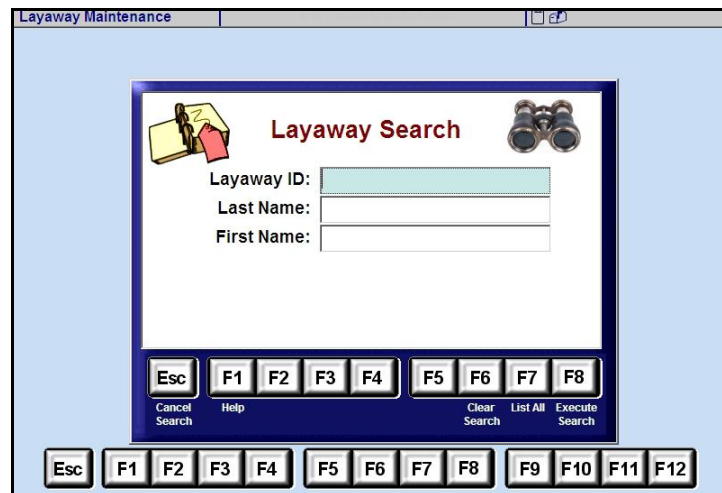 Layaway Maintenance
Layaway Search
Layaway ID:
Last Name:
First Name:
Esc F1 F2 F3 F4 F5 F6 F7 F8
Cancel Search Help Clear Search List All Execute Search
Esc F1 F2 F3 F4 F5 F6 F7 F8 F9 F10 F11 F12